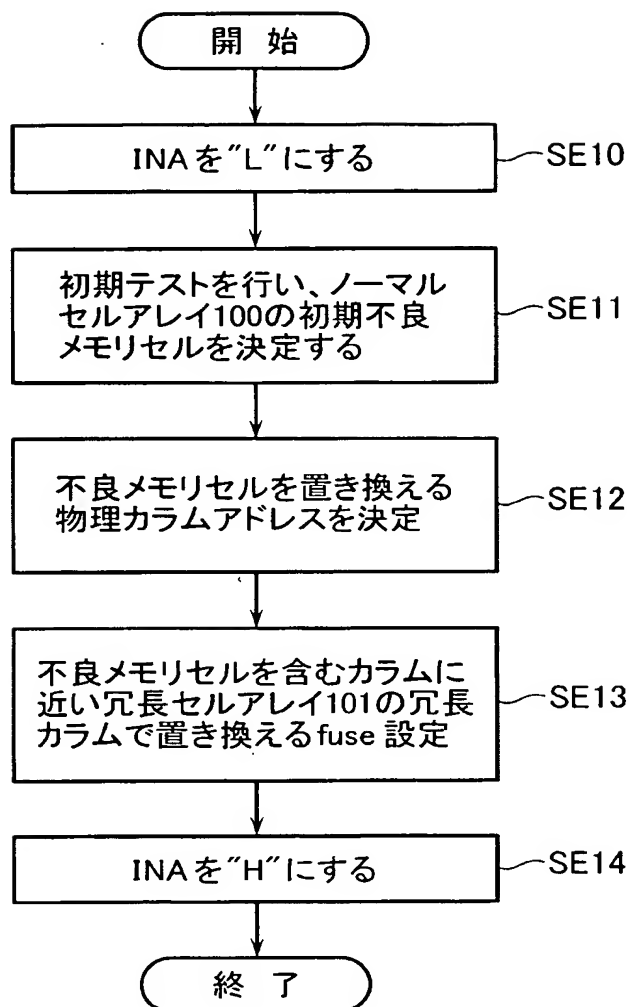 開始
INAを"L"にする
SE10
初期テストを行い、ノーマル
セルアレイ100の初期不良
メモリセルを決定する
SE11
不良メモリセルを置き換える
物理カラムアドレスを決定
SE12
不良メモリセルを含むカラムに
近い冗長セルアレイ101の冗長
カラムで置き換えるfuse 設定
SE13
INAを"H"にする
SE14
終了